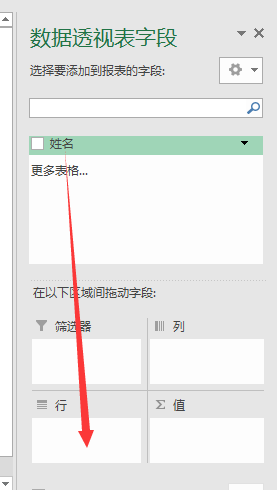 数据透视表字段
选择要添加到报表的字段:
姓名
更多表格...
在以下区域间拖动字段:
筛选器
列
行
Σ 值